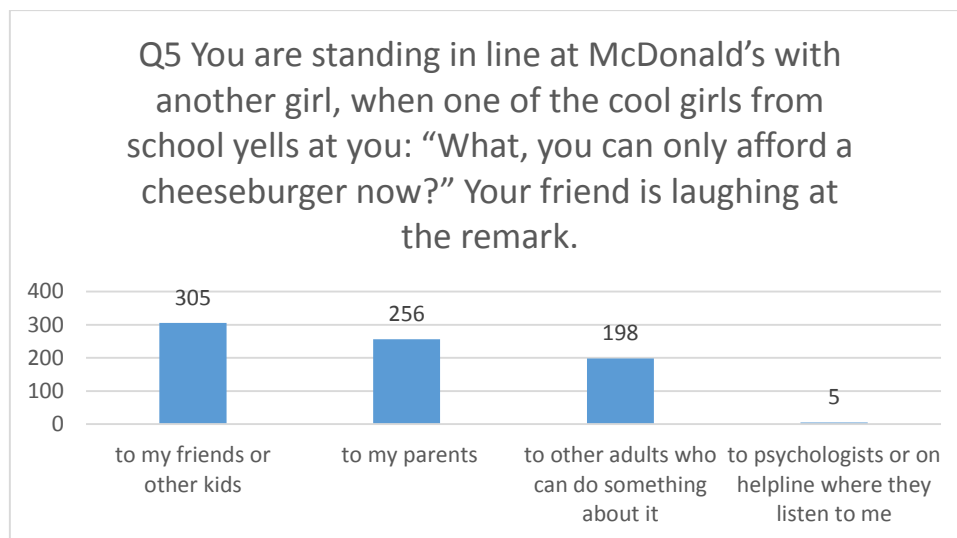 Q5 You are standing in line at McDonald’s with
another girl, when one of the cool girls from
school yells at you: “What, you can only afford a
cheeseburger now?” Your friend is laughing at
the remark.
400
300
200
100
0
305
256
198
5
to my friends or
other kids
to my parents
to other adults who
can do something
about it
to psychologists or on
helpline where they
listen to me